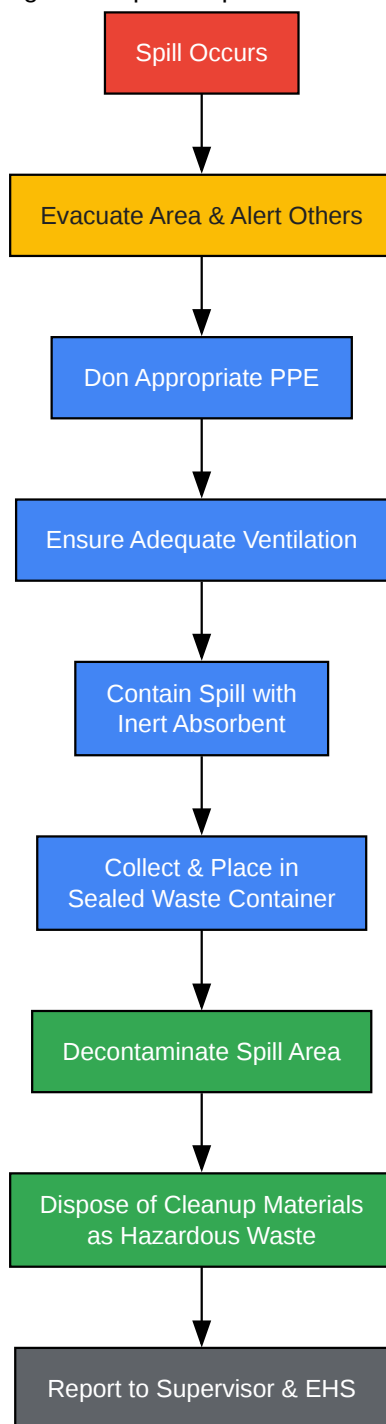 Spill Occurs
Evacuate Area & Alert Others
Don Appropriate PPE
Ensure Adequate Ventilation
Contain Spill with
Inert Absorbent
Collect & Place in
Sealed Waste Container
Decontaminate Spill Area
Dispose of Cleanup Materials
as Hazardous Waste
Report to Supervisor & EHS